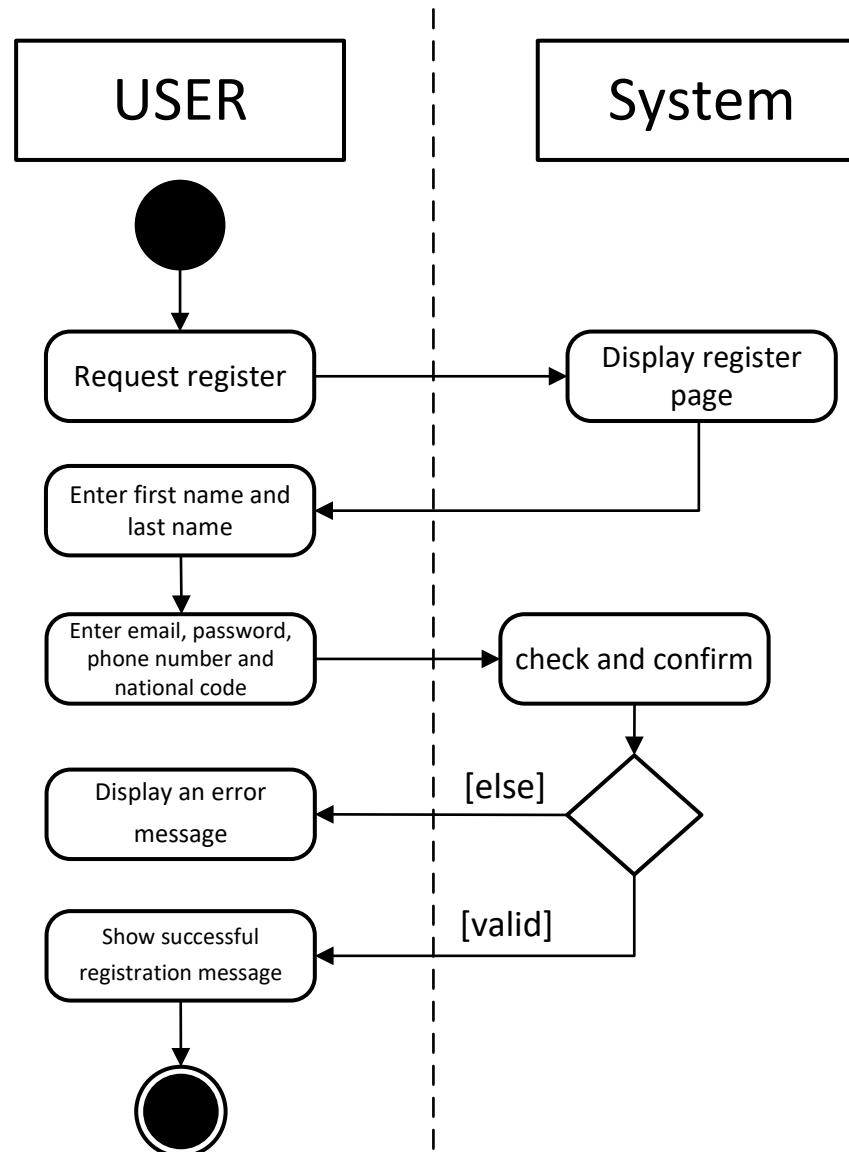 USER
System
Request register
Display register
page
Enter first name and
last name
Enter email, password,
phone number and
national code
check and confirm
Display an error
message
[else]
Show successful
registration message
[valid]